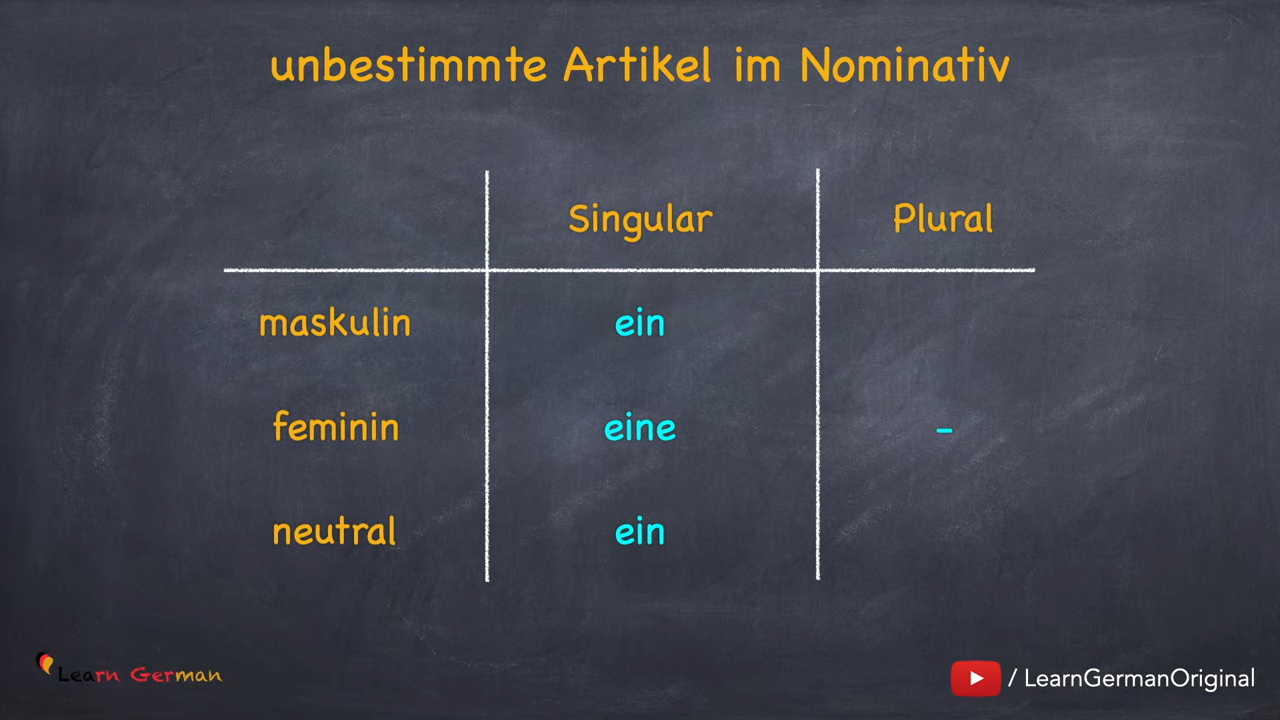 unbestimmte Artikel im Nominativ
Singular Plural
maskulin ein
feminin eine -
neutral ein
Learn German
/ LearnGermanOriginal